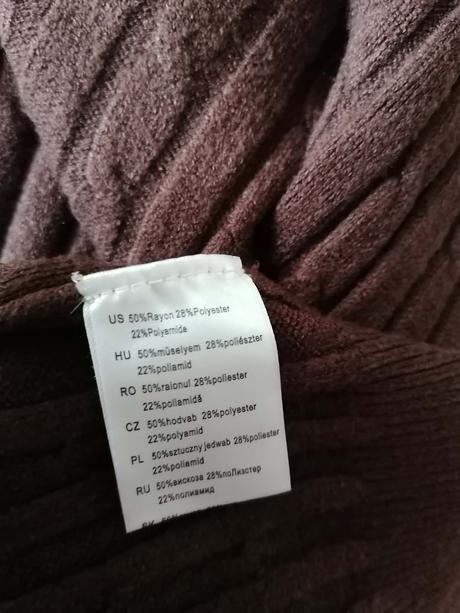 US 50%Rayon 28%Polyester
22%Polyamide
HU 50%műselyem 28%poliészter
22%poliamid
RO 50%raionul 28%poliester
22%poliamidă
CZ 50%hodvab 28%polyester
22%polyamid
PL 50%sztuczny jedwab 28%poliester
22%poliamid
RU 50%вискоза 28%поЛиэстер
22%полиамид